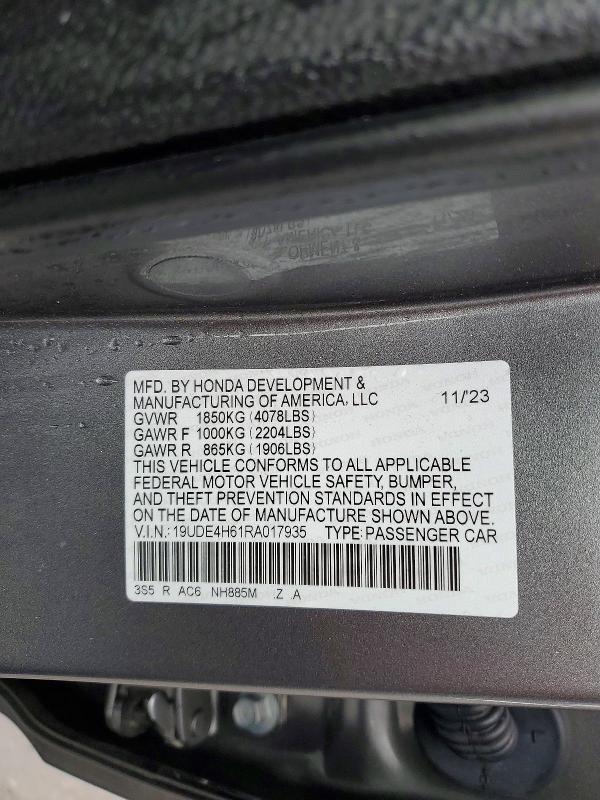 MFD. BY HONDA DEVELOPMENT &
MANUFACTURING OF AMERICA, LLC 11/'23
GVWR 1850KG (4078LBS)
GAWR F 1000KG (2204LBS)
GAWR R 865KG (1906LBS)
THIS VEHICLE CONFORMS TO ALL APPLICABLE
FEDERAL MOTOR VEHICLE SAFETY, BUMPER,
AND THEFT PREVENTION STANDARDS IN EFFECT
ON THE DATE OF MANUFACTURE SHOWN ABOVE.
V.I.N.: 19UDE4H61RA017935 TYPE: PASSENGER CAR
3S5 R AC6 NH885M .Z .A